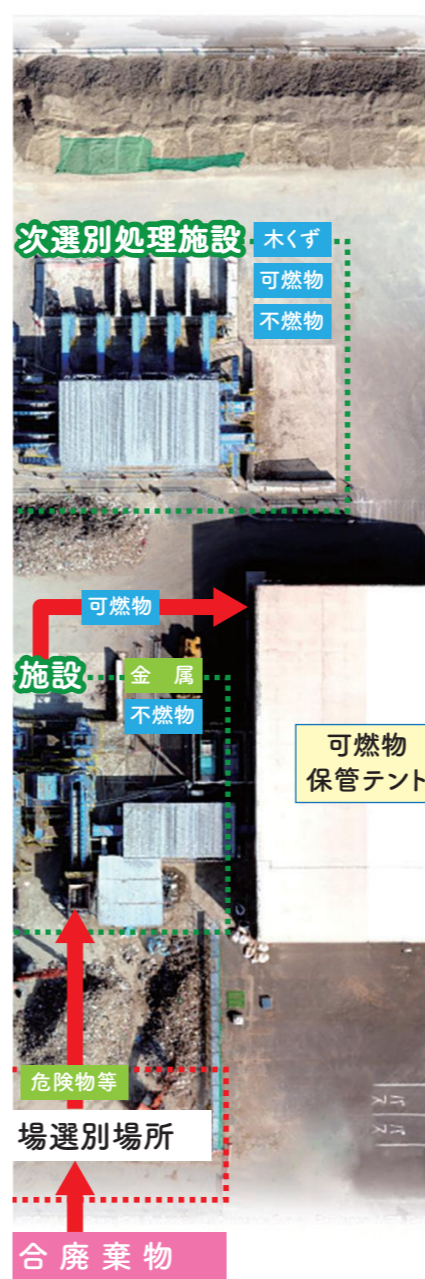 次選別処理施設
木くず
可燃物
不燃物
可燃物
施設
金 属
不燃物
可燃物
保管テント
危険物等
場選別場所
合 廃 棄 物